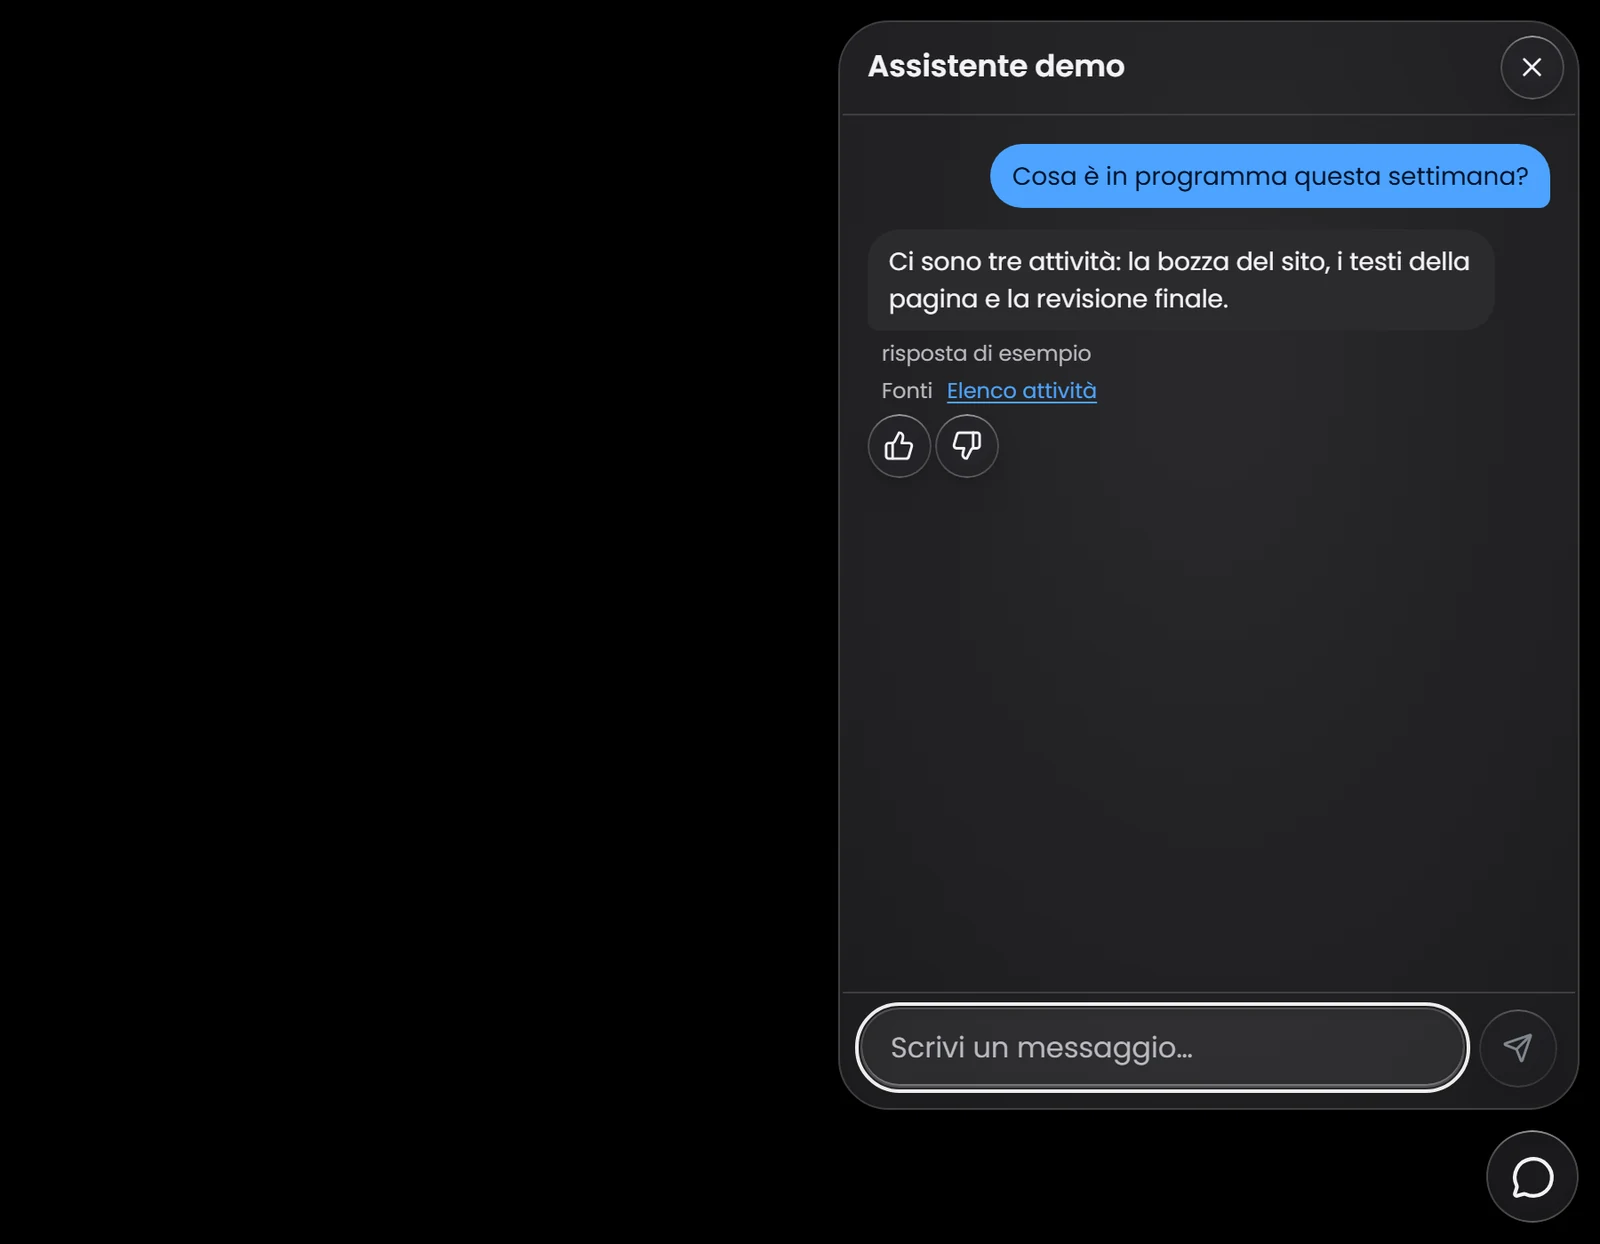 Assistente demo
Cosa è in programma questa settimana?
Ci sono tre attività: la bozza del sito, i testi della
pagina e la revisione finale.
risposta di esempio
Fonti Elenco attività
Scrivi un messaggio…